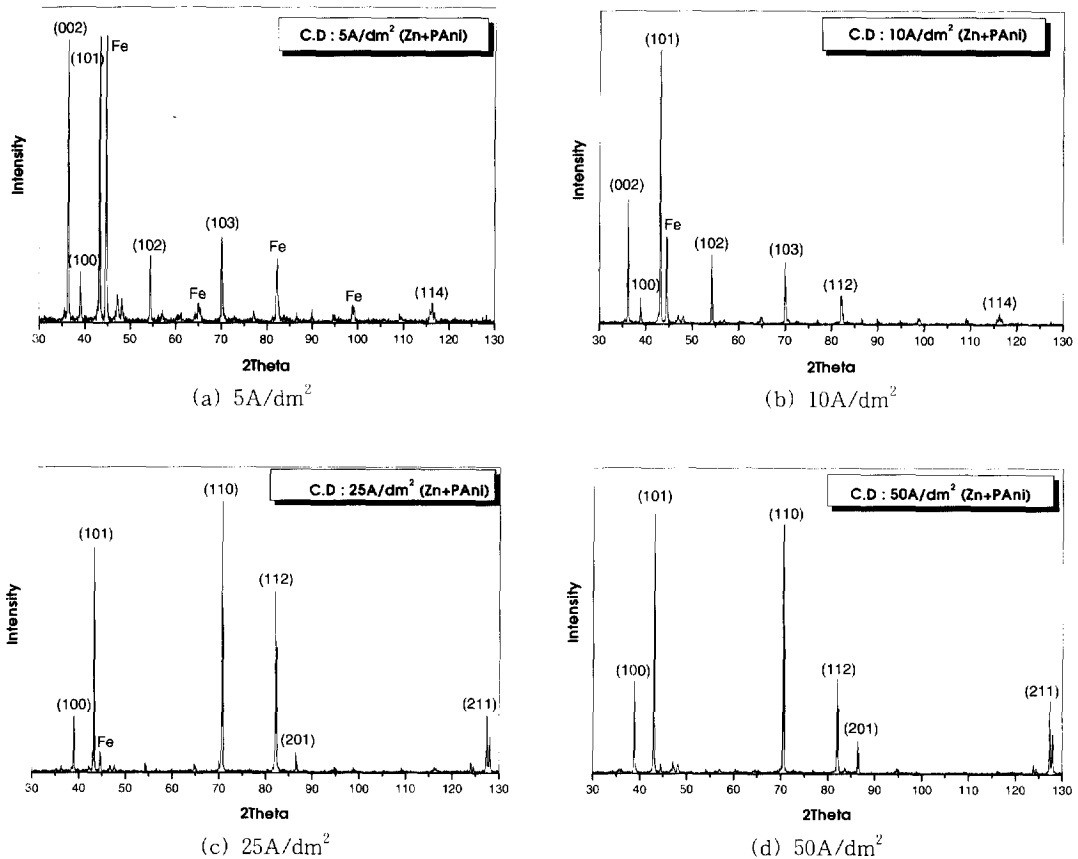 C.D : 5A/dm² (Zn+PAni)
(002)
(101)
Fe
(100)
(102)
Fe
(103)
Fe
Fe
(114)
Intensity
30 40 50 60 70 80 90 100 110 120 130
2Theta
(a) 5A/dm²
C.D : 10A/dm² (Zn+PAni)
(002)
(100)
(101)
Fe
(102)
(103)
(112)
(114)
Intensity
30 40 50 60 70 80 90 100 110 120 130
2Theta
(b) 10A/dm²
C.D : 25A/dm² (Zn+PAni)
(100)
(101)
Fe
(110)
(112)
(201)
(211)
Intensity
30 40 50 60 70 80 90 100 110 120 130
2Theta
(c) 25A/dm²
C.D : 50A/dm² (Zn+PAni)
(100)
(101)
(110)
(112)
(201)
(211)
Intensity
30 40 50 60 70 80 90 100 110 120 130
2Theta
(d) 50A/dm²